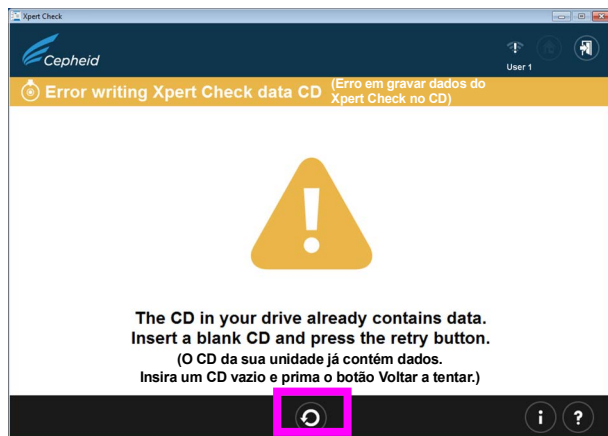 Xpert Check
Cepheid
User 1
Error writing Xpert Check data CD
(Erro em gravar dados do
Xpert Check no CD)
The CD in your drive already contains data.
Insert a blank CD and press the retry button.
(O CD da sua unidade já contém dados.
Insira um CD vazio e prima o botão Voltar a tentar.)
i ?